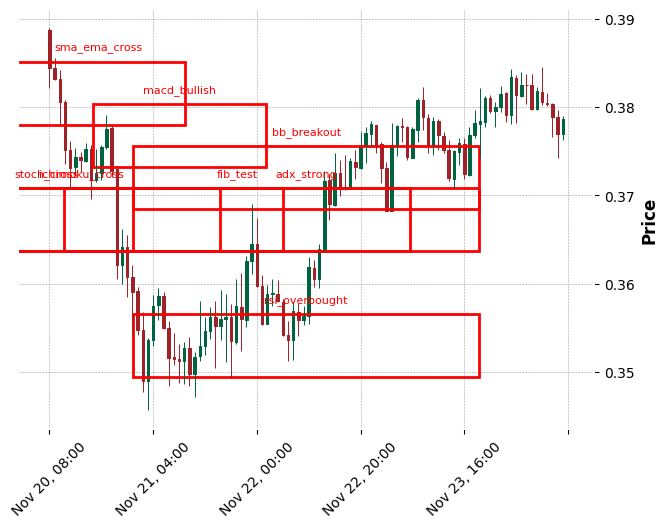 0.39
sma_ema_cross
macd_bullish
0.38
bb_breakout
fib_test
adx_strong
0.37
Price
0.36
rsi_overbought
0.35
Nov 20, 08:00
Nov 21, 04:00
Nov 22, 00:00
Nov 22, 20:00
Nov 23, 16:00